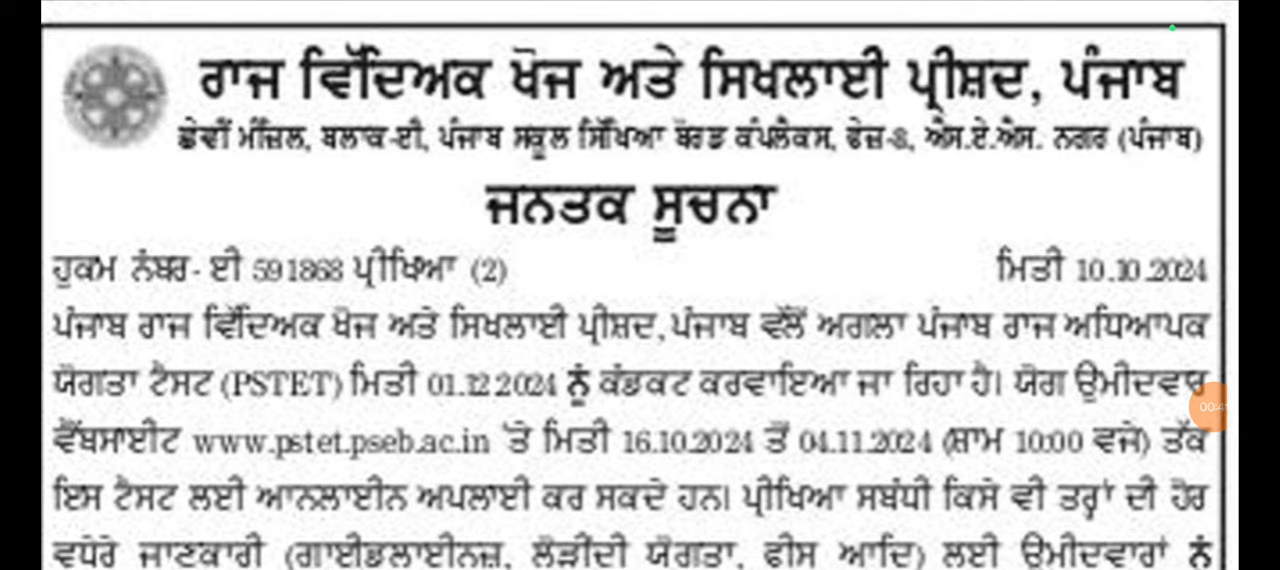 ਰਾਜ ਵਿੱਦਿਅਕ ਖੋਜ ਅਤੇ ਸਿਖਲਾਈ ਪ੍ਰੀਸ਼ਦ, ਪੰਜਾਬ
ਛੇਵੀਂ ਮੰਜ਼ਿਲ, ਬਲਾਕ-ਈ, ਪੰਜਾਬ ਸਕੂਲ ਸਿੱਖਿਆ ਬੋਰਡ ਕੰਪਲੈਕਸ, ਫੇਜ਼-8, ਐਸ.ਏ.ਐਸ. ਨਗਰ (ਪੰਜਾਬ)
ਜਨਤਕ ਸੂਚਨਾ
ਹੁਕਮ ਨੰਬਰ- ਈ 591868 ਪ੍ਰੀਖਿਆ (2) ਮਿਤੀ 10.10.2024
ਪੰਜਾਬ ਰਾਜ ਵਿੱਦਿਅਕ ਖੋਜ ਅਤੇ ਸਿਖਲਾਈ ਪ੍ਰੀਸ਼ਦ, ਪੰਜਾਬ ਵੱਲੋਂ ਅਗਲਾ ਪੰਜਾਬ ਰਾਜ ਅਧਿਆਪਕ
ਯੋਗਤਾ ਟੈਸਟ (PSTET) ਮਿਤੀ 01.12.2024 ਨੂੰ ਕੰਡਕਟ ਕਰਵਾਇਆ ਜਾ ਰਿਹਾ ਹੈ। ਯੋਗ ਉਮੀਦਵਾਰ
ਵੈੱਬਸਾਈਟ www.pstet.pseb.ac.in 'ਤੇ ਮਿਤੀ 16.10.2024 ਤੋਂ 04.11.2024 (ਸ਼ਾਮ 10:00 ਵਜੇ) ਤੱਕ
ਇਸ ਟੈਸਟ ਲਈ ਆਨਲਾਈਨ ਅਪਲਾਈ ਕਰ ਸਕਦੇ ਹਨ। ਪ੍ਰੀਖਿਆ ਸਬੰਧੀ ਕਿਸੇ ਵੀ ਤਰ੍ਹਾਂ ਦੀ ਹੋਰ
ਵਧੇਰੇ ਜਾਣਕਾਰੀ (ਗਾਈਡਲਾਈਨਜ਼, ਲੋੜੀਂਦੀ ਯੋਗਤਾ, ਫੀਸ ਆਦਿ) ਲਈ ਉਮੀਦਵਾਰਾਂ ਨੂੰ